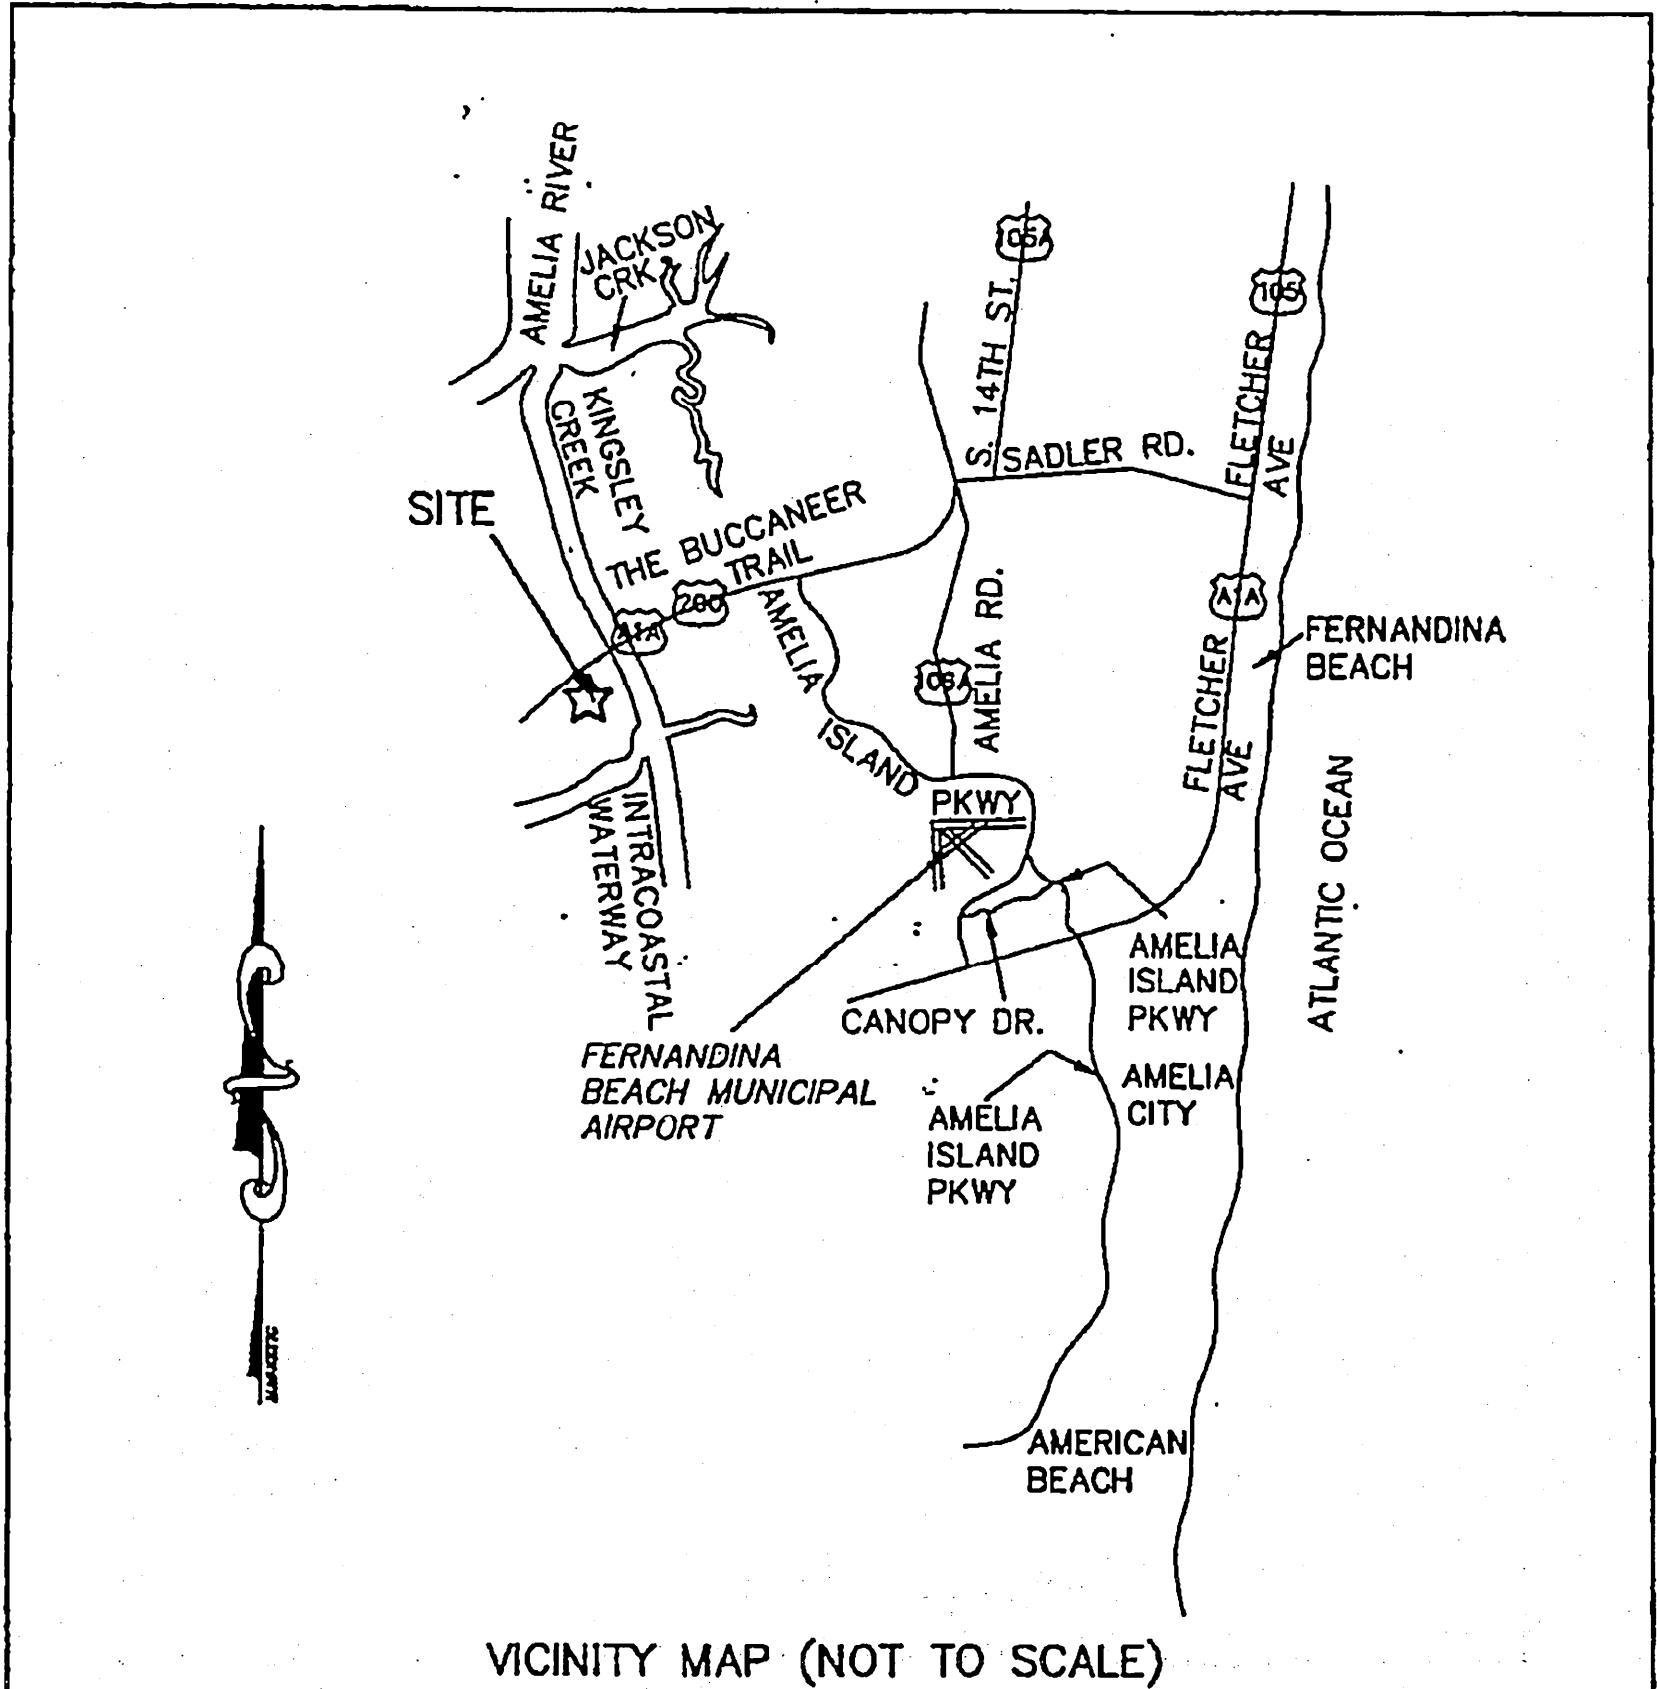 AMELIA RIVER
JACKSON
CRK
105A
105
S. 14TH ST.
FLETCHER
AVE
KINGSLEY
CREEK
SADLER RD.
SITE
THE BUCCANEER
TRAIL
200
A1A
A1A
AMELIA
ISLAND
PKWY
AMELIA RD.
FERNANDINA
BEACH
FLETCHER
AVE
INTRACOASTAL
WATERWAY
ATLANTIC OCEAN
AMELIA
ISLAND
PKWY
CANOPY DR.
FERNANDINA
BEACH MUNICIPAL
AIRPORT
AMELIA
CITY
AMELIA
ISLAND
PKWY
AMERICAN
BEACH
VICINITY MAP (NOT TO SCALE)